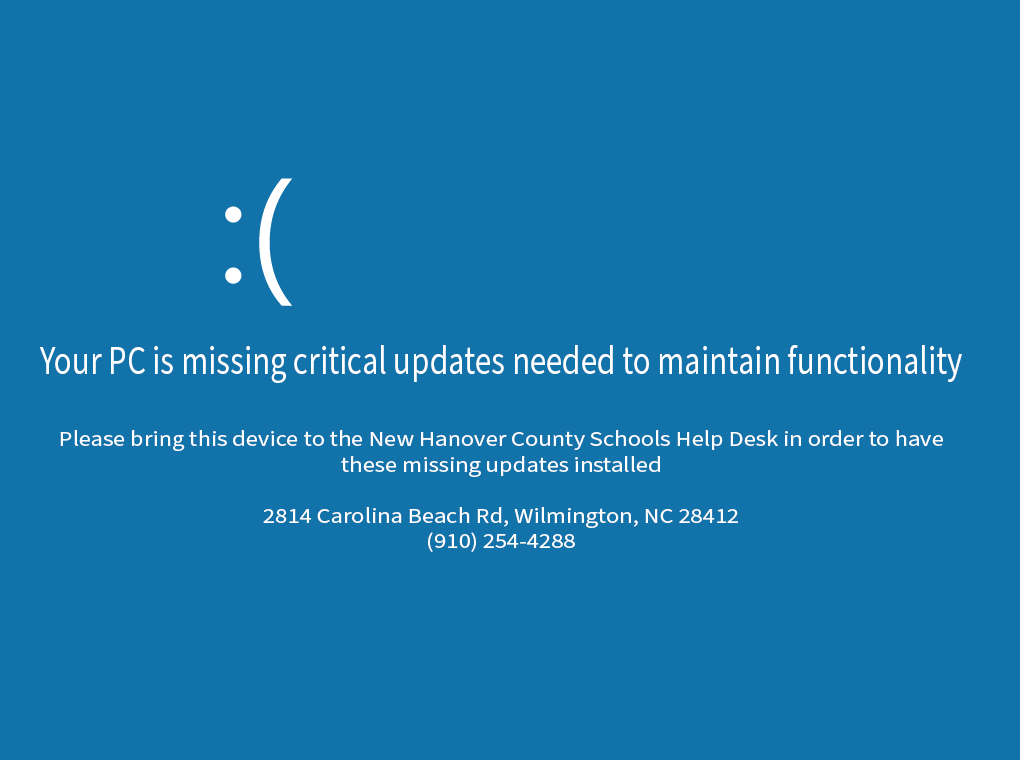 :(
Your PC is missing critical updates needed to maintain functionality
Please bring this device to the New Hanover County Schools Help Desk in order to have
these missing updates installed
2814 Carolina Beach Rd, Wilmington, NC 28412
(910) 254-4288